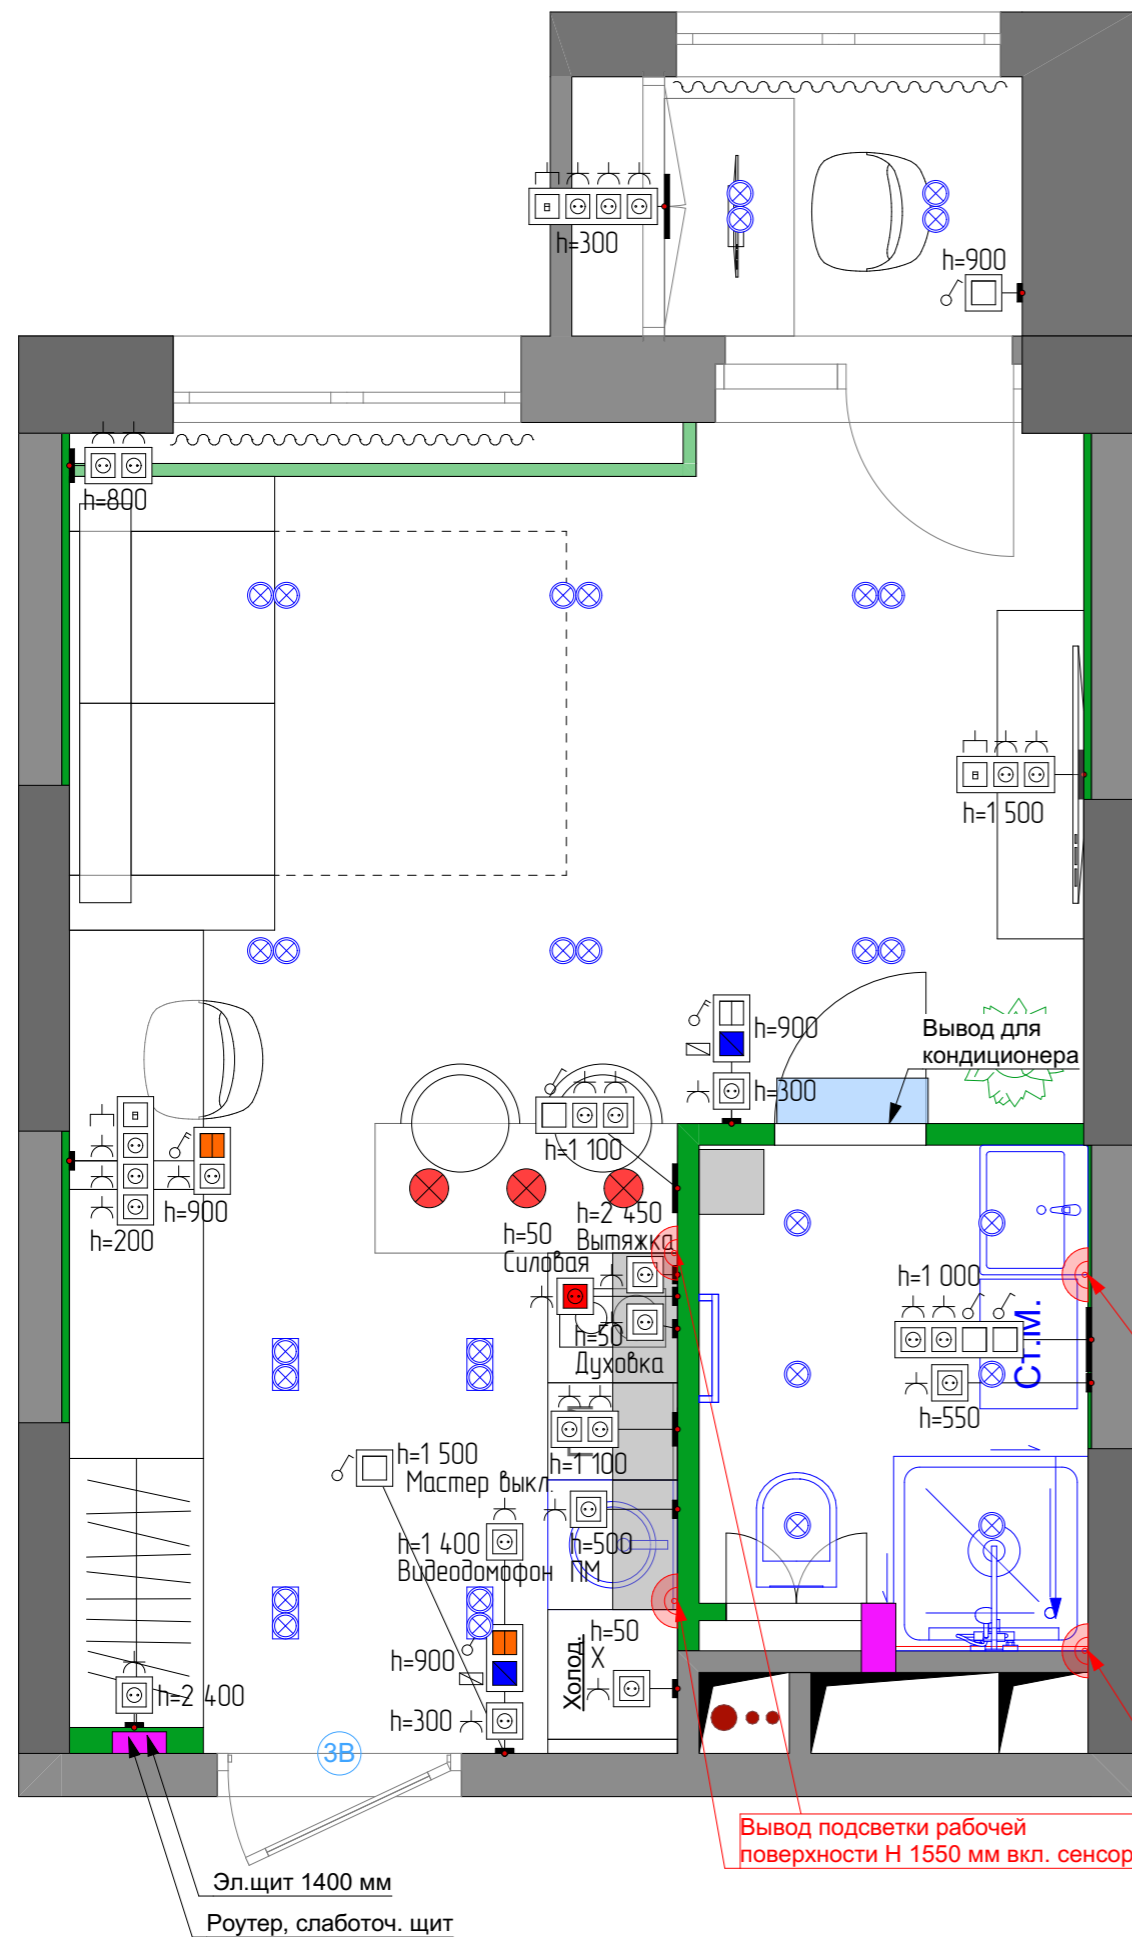 h=300
h=900
h=800
h=1 500
h=900
Вывод для
кондиционера
h=300
h=1 100
h=900
h=200
h=2 450
Вытяжка
h=50
Силовая
h=1 000
h=50
Духовка
Ст.М.
h=550
h=1 500
Мастер выкл.
h=1 100
h=1 400
Видеодомофон
h=500
ПМ
h=900
h=50
Х
Холод.
h=2 400
h=300
3В
Вывод подсветки рабочей
поверхности Н 1550 мм вкл. сенсор
Эл.щит 1400 мм
Роутер, слаботоч. щит